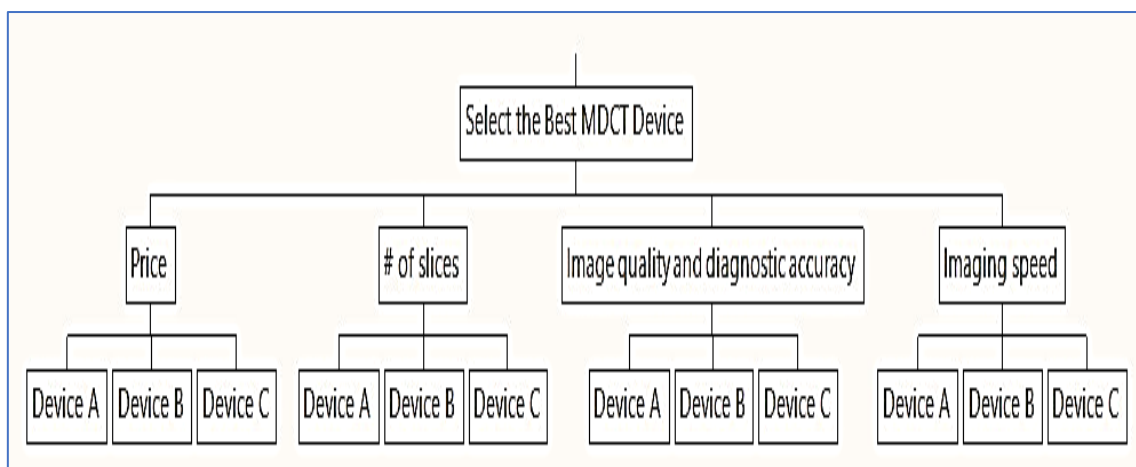 Select the Best MDCT Device
Price
# of slices
Image quality and diagnostic accuracy
Imaging speed
Device A
Device B
Device C
Device A
Device B
Device C
Device A
Device B
Device C
Device A
Device B
Device C